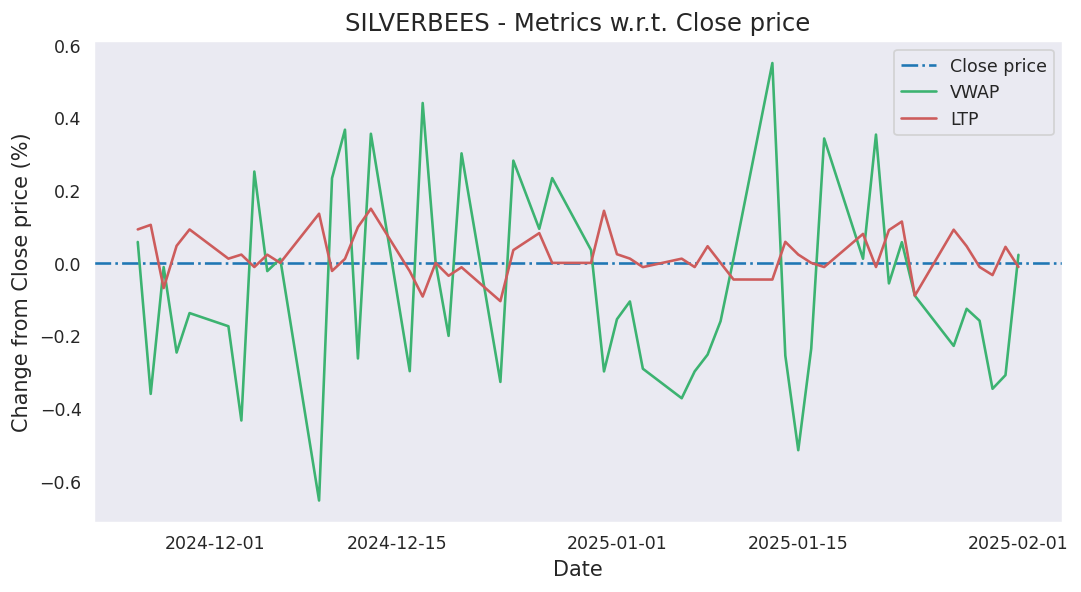 SILVERBEES - Metrics w.r.t. Close price
Close price
VWAP
LTP
Change from Close price (%)
0.6
0.4
0.2
0.0
−0.2
−0.4
−0.6
2024-12-01
2024-12-15
2025-01-01
2025-01-15
2025-02-01
Date